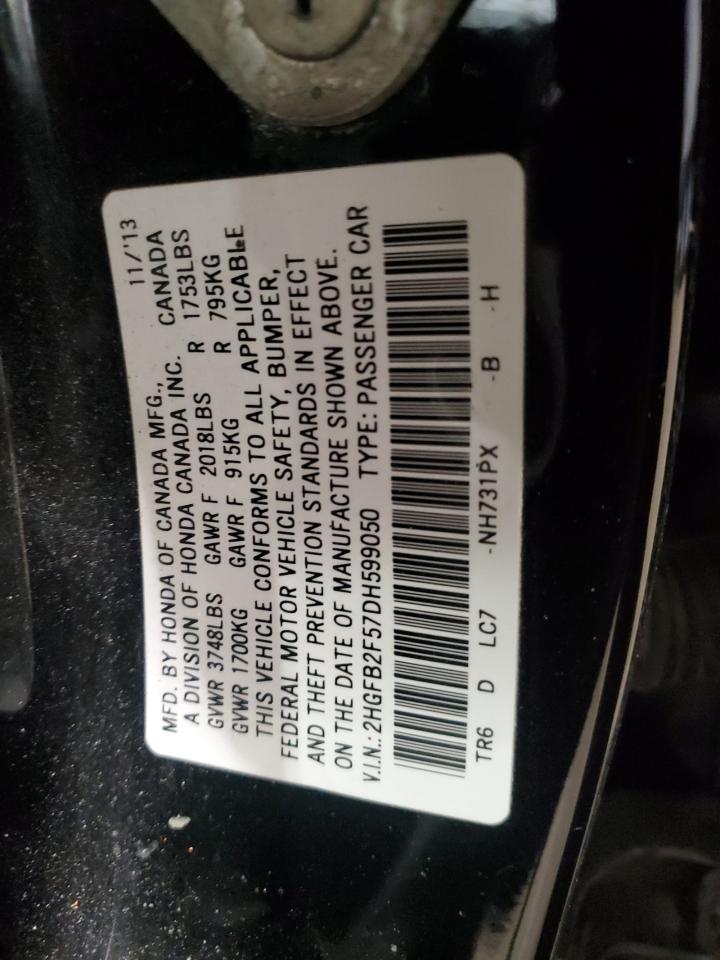 11/'13
MFD. BY HONDA OF CANADA MFG.,
A DIVISION OF HONDA CANADA INC. CANADA
GVWR 3748LBS GAWR F 2018LBS R 1753LBS
GVWR 1700KG GAWR F 915KG R 795KG
THIS VEHICLE CONFORMS TO ALL APPLICABLE
FEDERAL MOTOR VEHICLE SAFETY, BUMPER,
AND THEFT PREVENTION STANDARDS IN EFFECT
ON THE DATE OF MANUFACTURE SHOWN ABOVE.
V.I.N.: 2HGFB2F57DH599050 TYPE: PASSENGER CAR
TR6 D LC7 -NH731PX -B -H